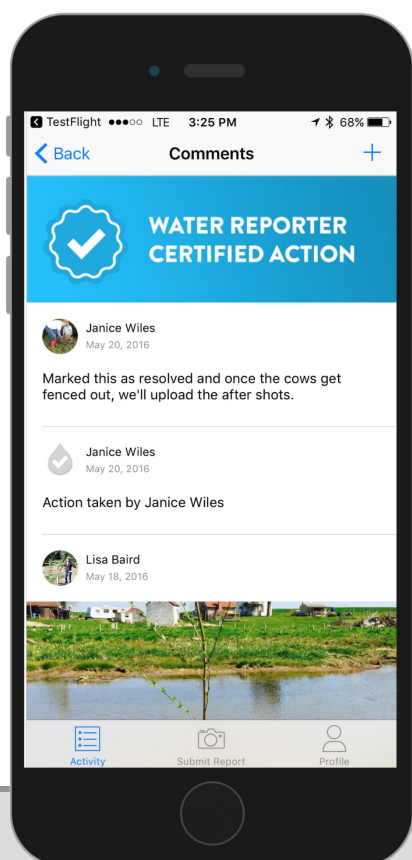 TestFlight LTE 3:25 PM 68%
Back Comments +
WATER REPORTER
CERTIFIED ACTION
Janice Wiles
May 20, 2016
Marked this as resolved and once the cows get
fenced out, we'll upload the after shots.
Janice Wiles
May 20, 2016
Action taken by Janice Wiles
Lisa Baird
May 18, 2016
Activity Submit Report Profile